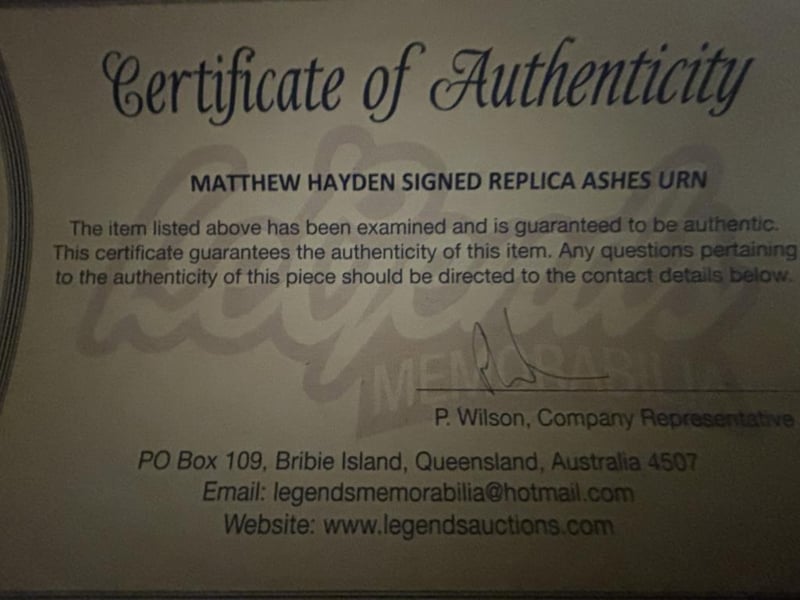 Certificate of Authenticity
MATTHEW HAYDEN SIGNED REPLICA ASHES URN
The item listed above has been examined and is guaranteed to be authentic.
This certificate guarantees the authenticity of this item. Any questions pertaining
to the authenticity of this piece should be directed to the contact details below.
Legends
MEMORABILIA
P. Wilson, Company Representative
PO Box 109, Bribie Island, Queensland, Australia 4507
Email: legendsmemorabilia@hotmail.com
Website: www.legendsauctions.com